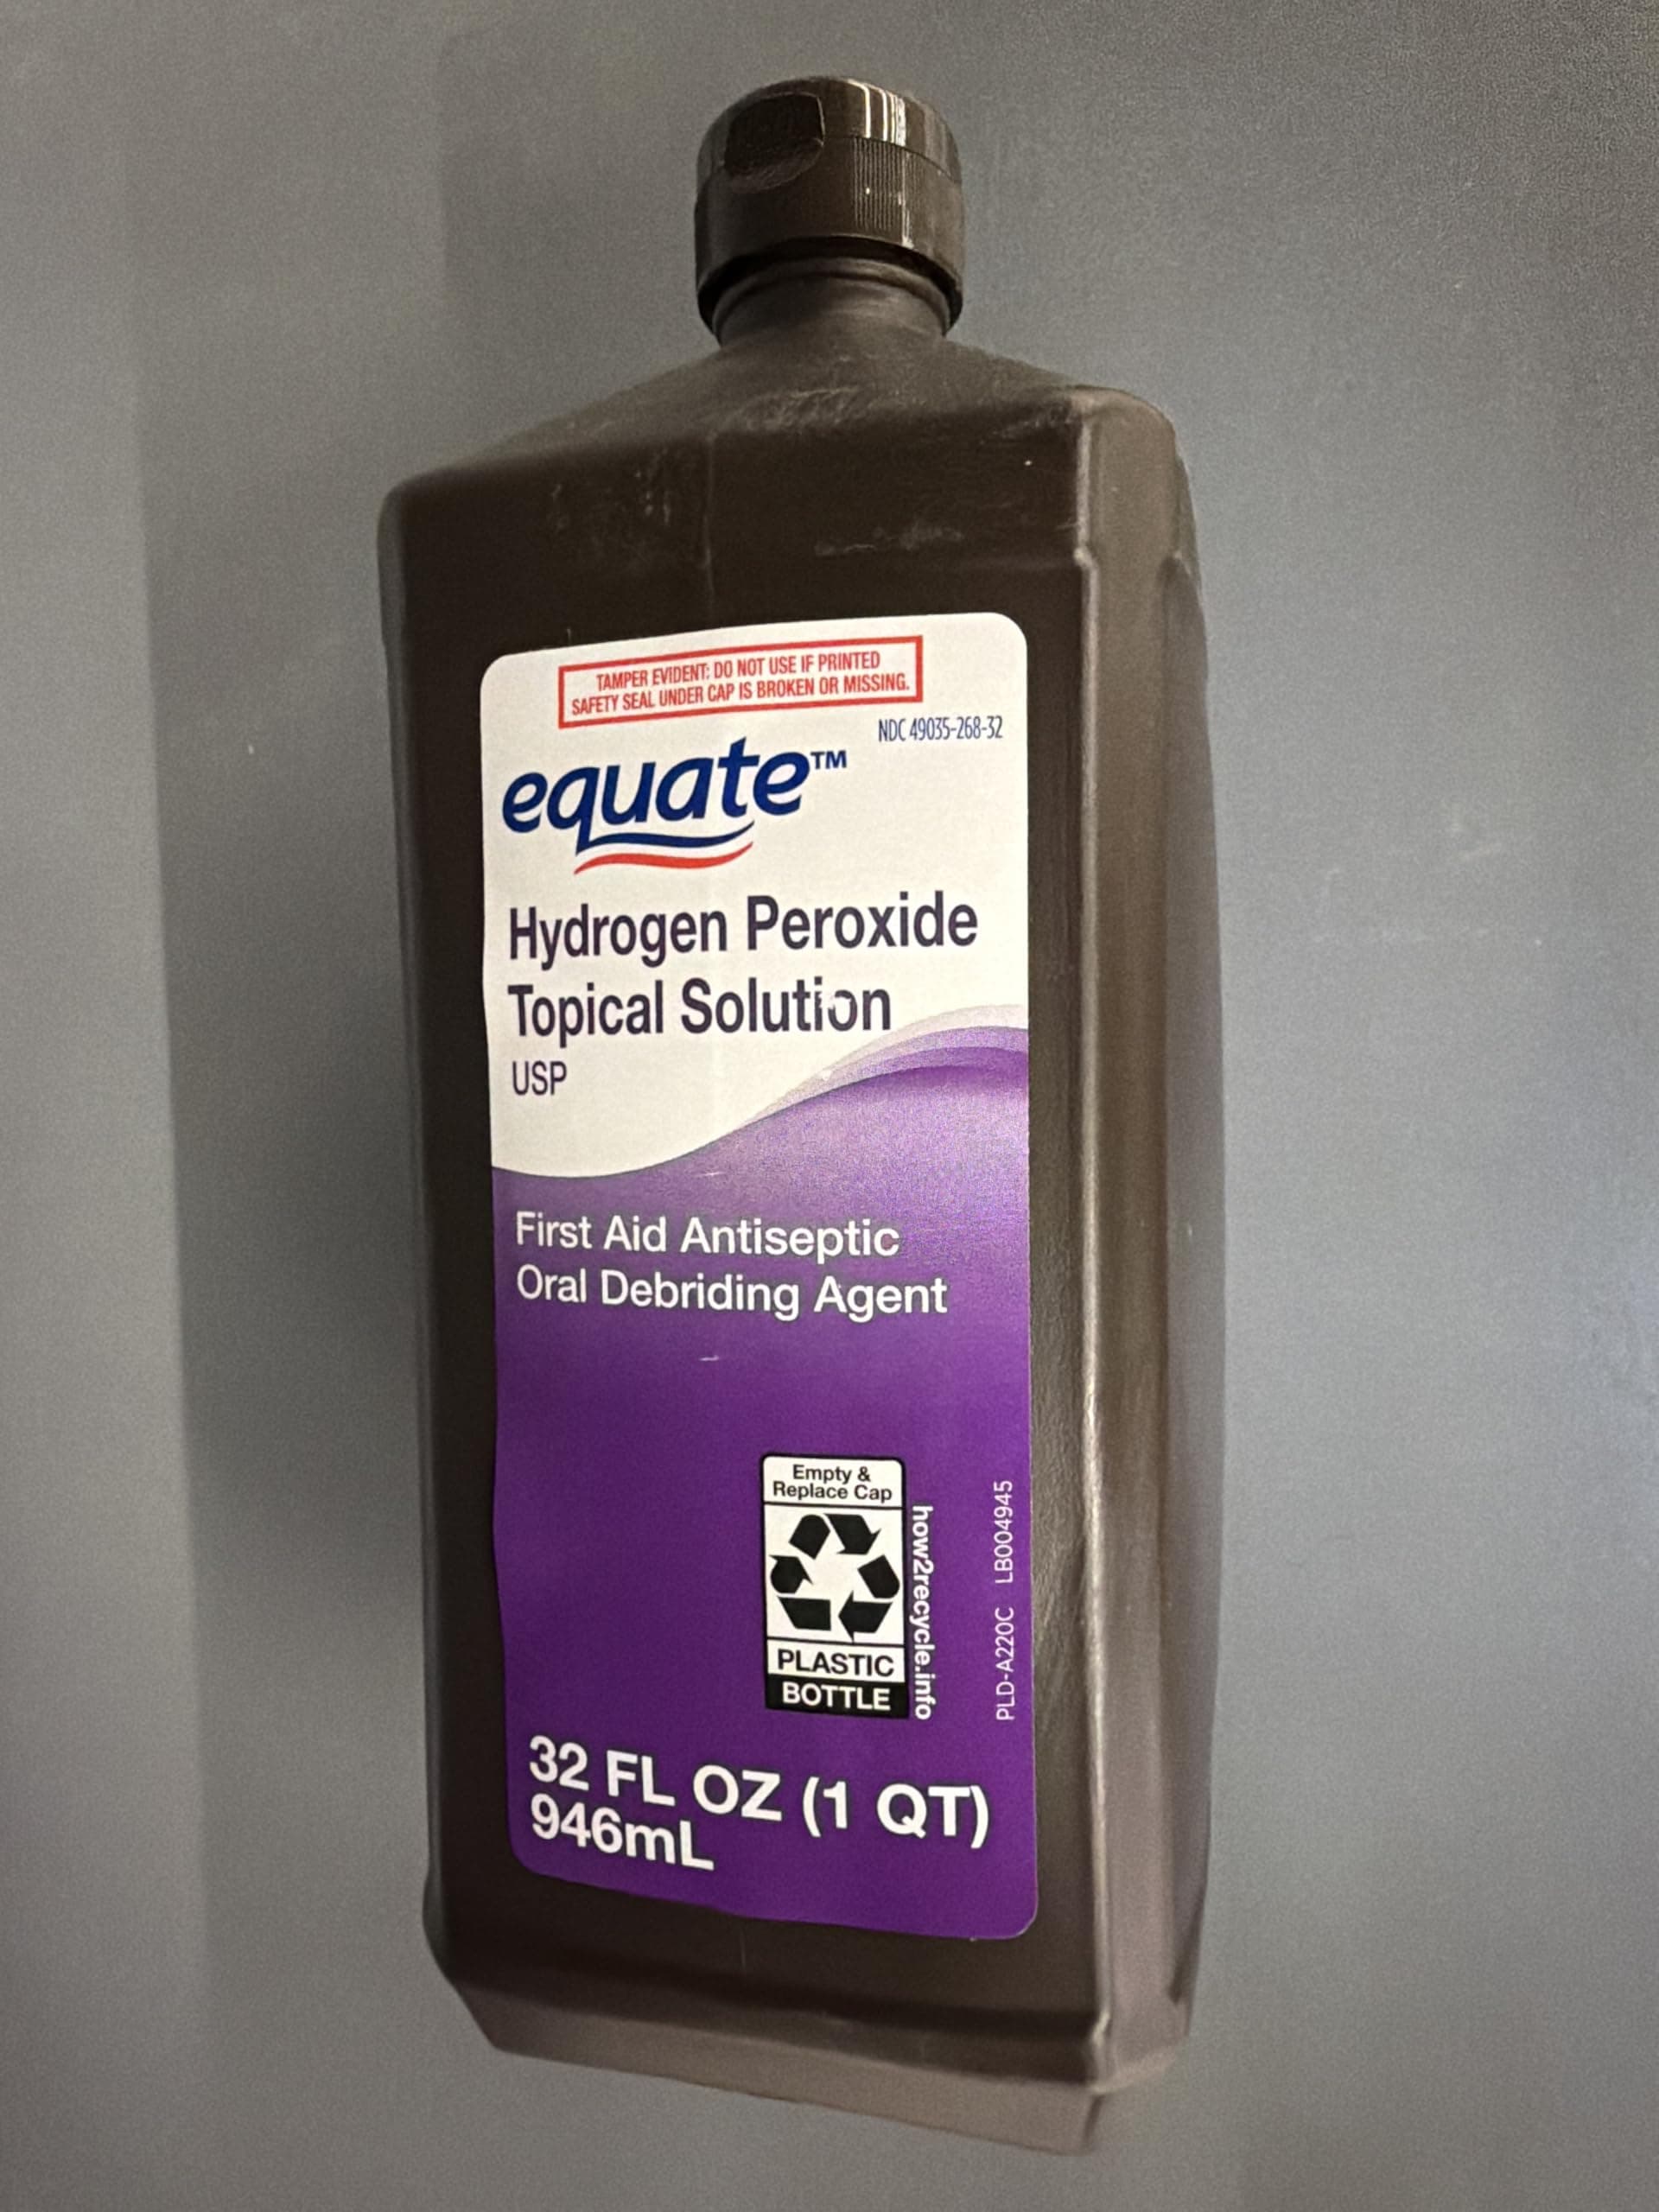 TAMPER EVIDENT: DO NOT USE IF PRINTED
SAFETY SEAL UNDER CAP IS BROKEN OR MISSING.
NDC 49035-268-32
equate™
Hydrogen Peroxide
Topical Solution
USP
First Aid Antiseptic
Oral Debriding Agent
Empty &
Replace Cap
PLASTIC
BOTTLE
how2recycle.info
PLD-A220C LB004945
32 FL OZ (1 QT)
946mL